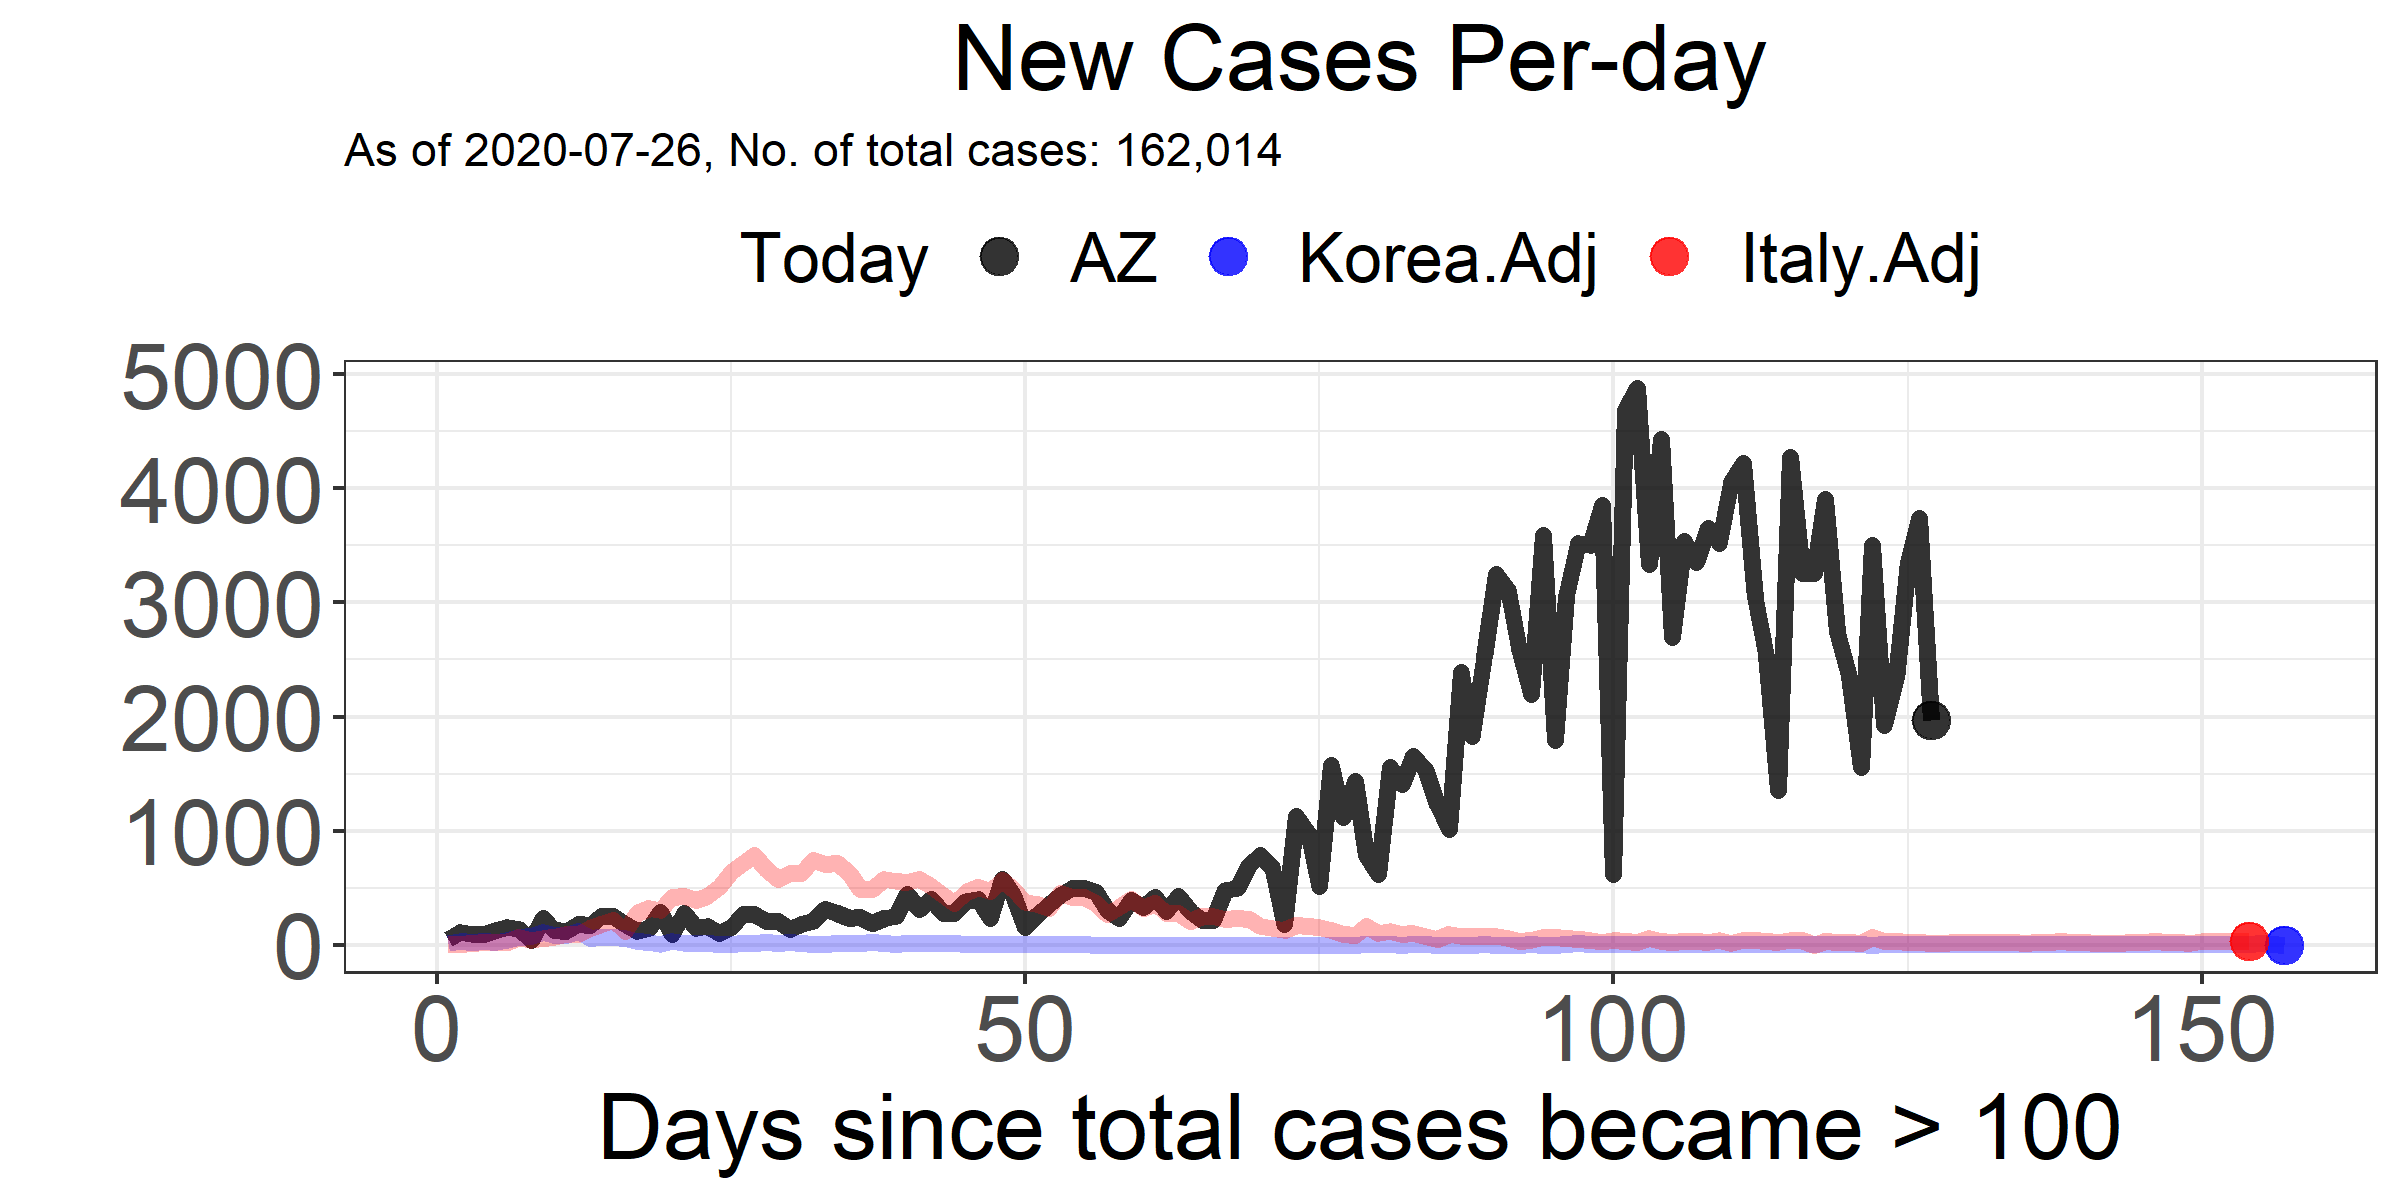 New Cases Per-day
As of 2020-07-26, No. of total cases: 162,014
Today AZ Korea.Adj Italy.Adj
5000
4000
3000
2000
1000
0
0 50 100 150
Days since total cases became > 100